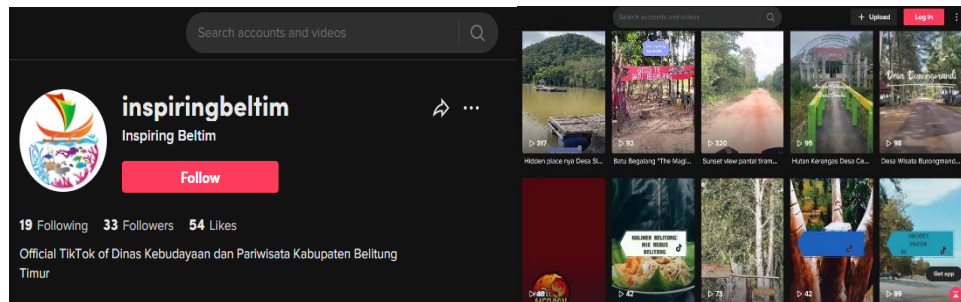 Search accounts and videos
inspiringbeltim
Inspiring Beltim
Follow
19 Following 33 Followers 54 Likes
Official TikTok of Dinas Kebudayaan dan Pariwisata Kabupaten Belitung
Timur
Search accounts and videos
+ Upload
Log in
317
92
320
95
98
Hidden place nya Desa Si...
Batu Begalang "The Magi...
Sunset view pantai tiram...
Hutan Kerangas Desa Ce...
Desa Wisata Burongmand...
Desa Burongmandi
KULINER BELITONG:
MIE REBUS
BELITONG
42
73
42
99
Get app